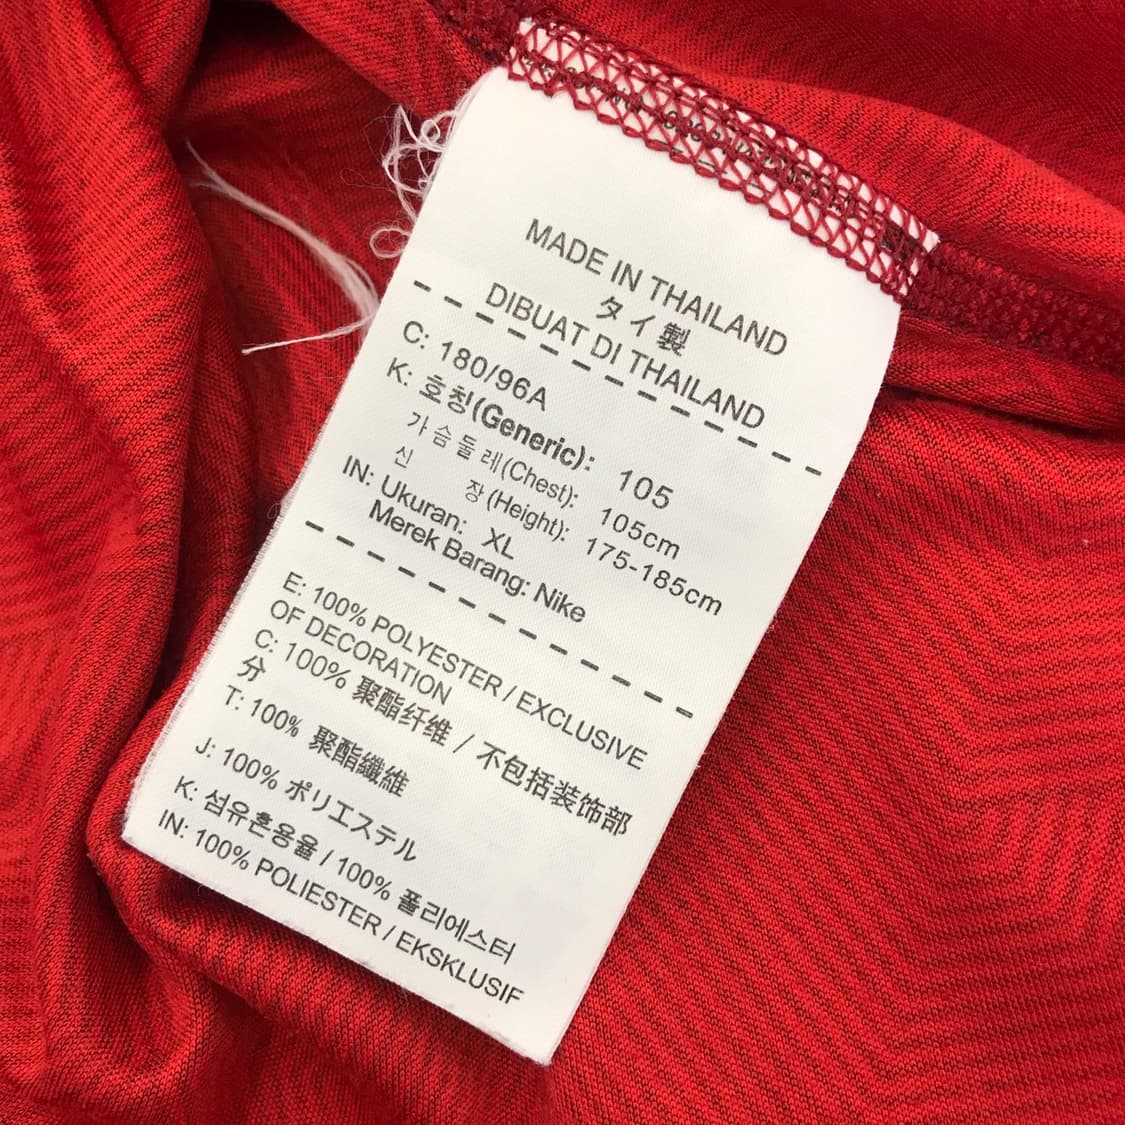 MADE IN THAILAND
タイ製
DIBUAT DI THAILAND
C: 180/96A
K: 호칭(Generic): 105
가슴둘레(Chest): 105cm
신 장(Height): 175-185cm
IN: Ukuran: XL
Merek Barang: Nike
E: 100% POLYESTER / EXCLUSIVE
OF DECORATION
C: 100% 聚酯纤维 / 不包括装饰部
分
T: 100% 聚酯纖維
J: 100% ポリエステル
K: 섬유혼용율 / 100% 폴리에스터
IN: 100% POLIESTER / EKSKLUSIF